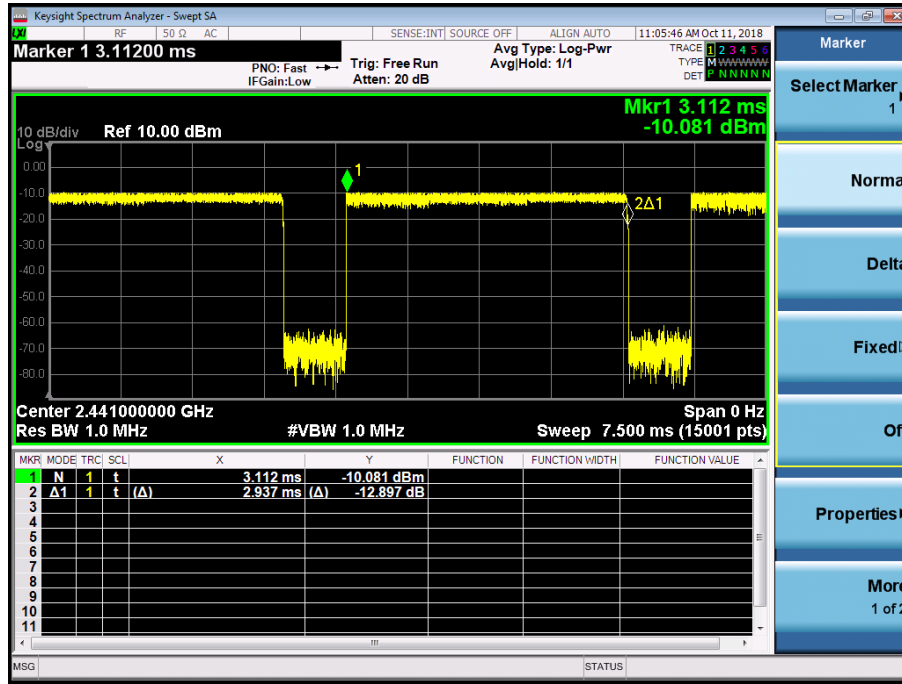 Keysight Spectrum Analyzer - Swept SA
LXI RF 50 Ω AC SENSE:INT SOURCE OFF ALIGN AUTO 11:05:46 AM Oct 11, 2018
Marker 1 3.11200 ms
PNO: Fast
IFGain:Low
Trig: Free Run
Atten: 20 dB
Avg Type: Log-Pwr
Avg|Hold: 1/1
TRACE 1 2 3 4 5 6
TYPE M WWWWW
DET P N N N N N
Mkr1 3.112 ms
-10.081 dBm
10 dB/div Ref 10.00 dBm
Log
0.00
-10.0
-20.0
-30.0
-40.0
-50.0
-60.0
-70.0
-80.0
1
2Δ1
Center 2.441000000 GHz Span 0 Hz
Res BW 1.0 MHz #VBW 1.0 MHz Sweep 7.500 ms (15001 pts)
MKR MODE TRC SCL X Y FUNCTION FUNCTION WIDTH FUNCTION VALUE
1 N 1 t 3.112 ms -10.081 dBm
2 Δ1 1 t (Δ) 2.937 ms (Δ) -12.897 dB
3
4
5
6
7
8
9
10
11
MSG STATUS
Marker
Select Marker
1
Norma
Delta
Fixed
Of
Properties
More
1 of 2